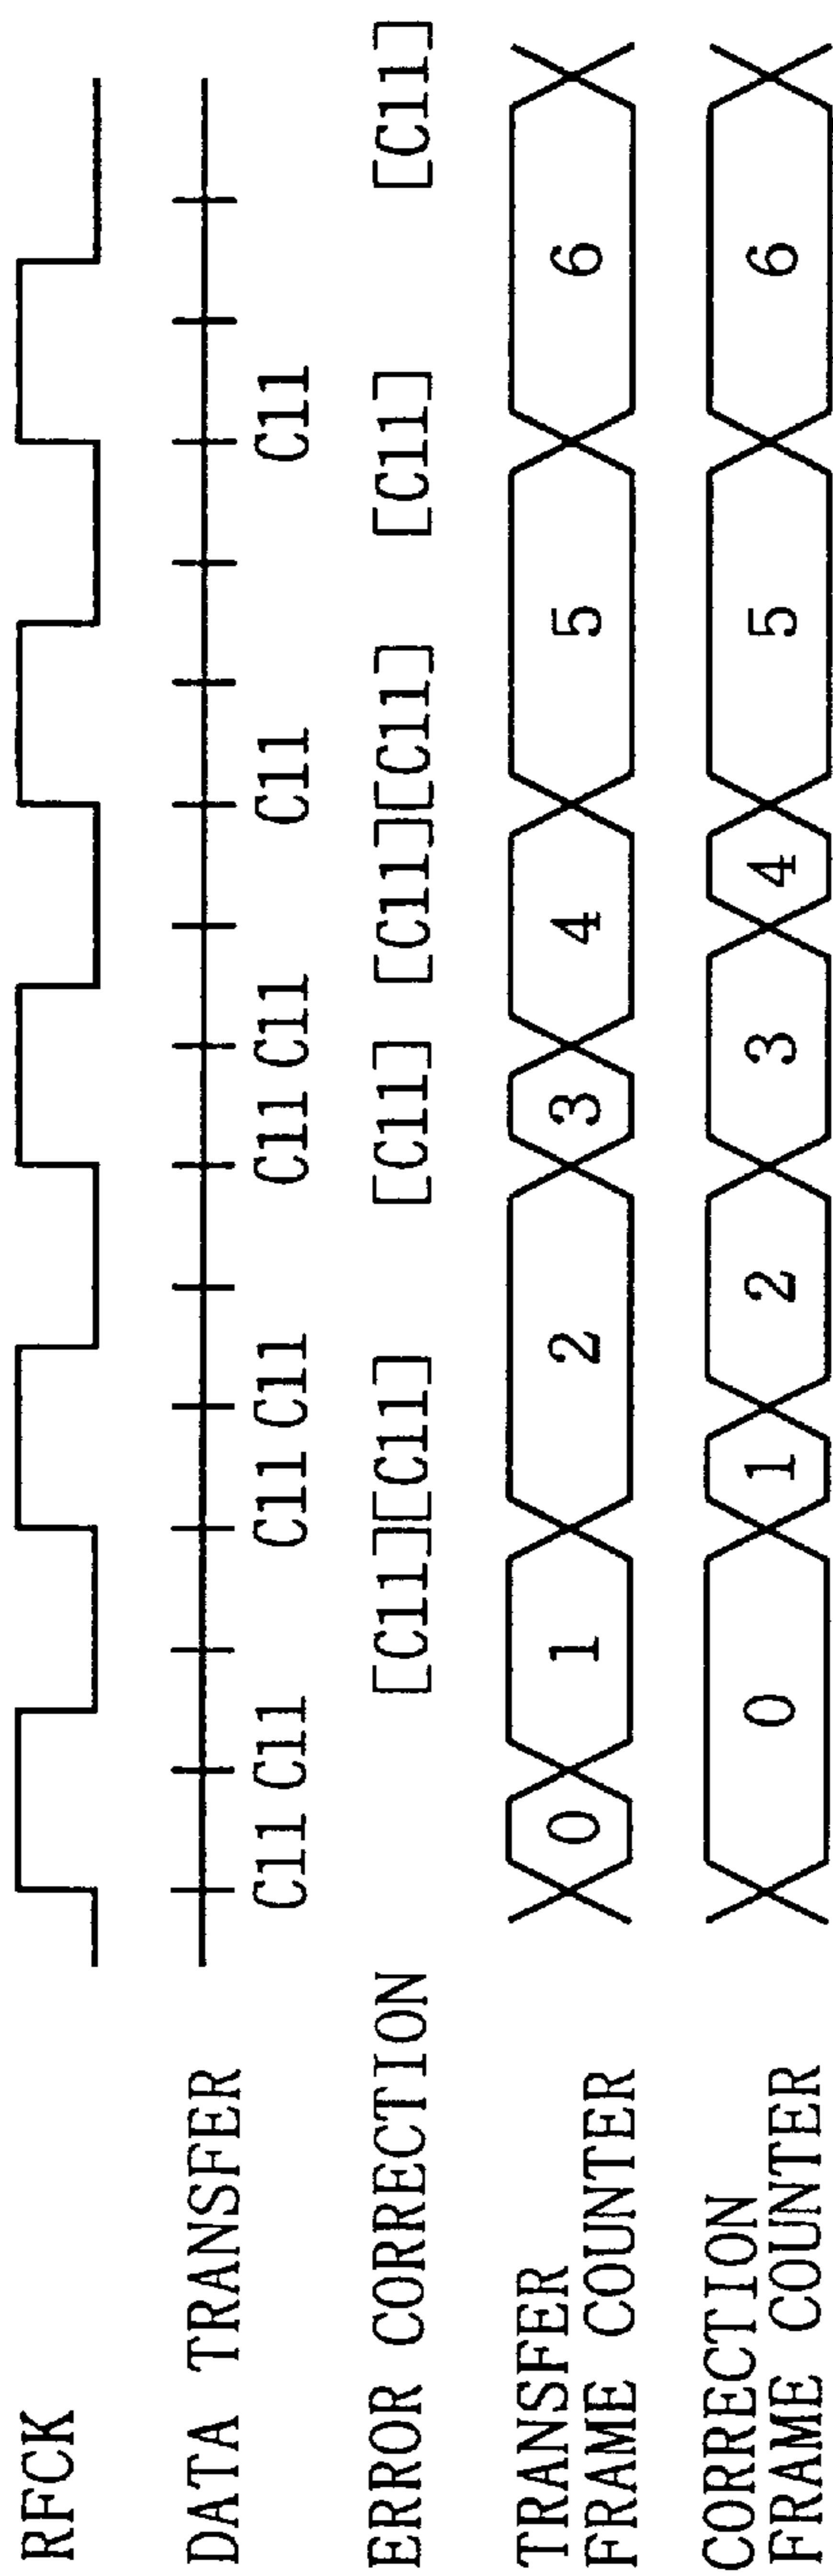 RFCK
DATA TRANSFER
C11 C11 C11 C11 C11 C11 C11 C11
ERROR CORRECTION [C11][C11] [C11] [C11][C11] [C11] [C11]
TRANSFER
FRAME COUNTER
0 1 2 3 4 5 6
CORRECTION
FRAME COUNTER
0 1 2 3 4 5 6